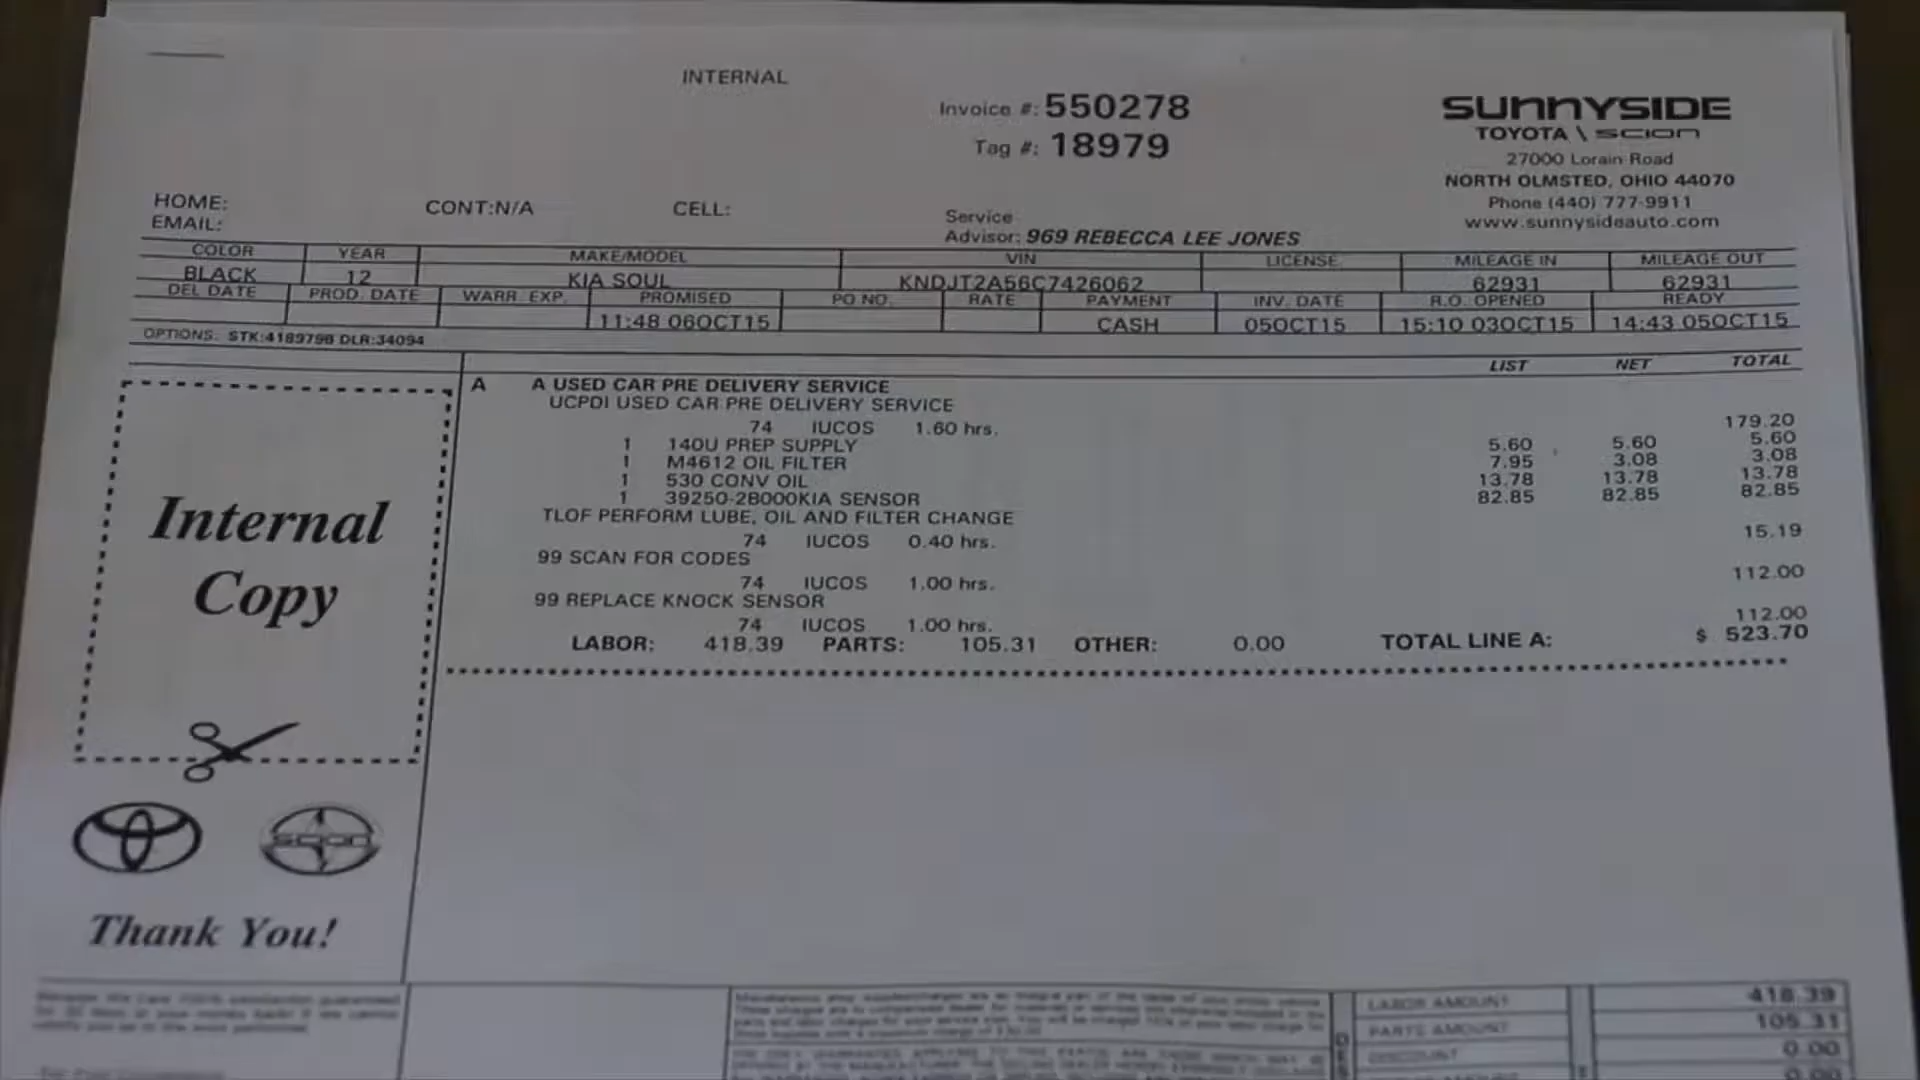 INTERNAL
Invoice #: 550278
Tag #: 18979
SUNNYSIDE
TOYOTA \ SCION
27000 Lorain Road
NORTH OLMSTED, OHIO 44070
Phone (440) 777-9911
www.sunnysideauto.com
HOME: CONT:N/A CELL:
EMAIL:
Service
Advisor: 969 REBECCA LEE JONES
COLOR YEAR MAKE/MODEL VIN LICENSE MILEAGE IN MILEAGE OUT
BLACK 12 KIA SOUL KNDJT2A56C7426062 62931 62931
DEL DATE PROD. DATE WARR. EXP. PROMISED PO NO. RATE PAYMENT INV. DATE R.O. OPENED READY
11:48 06OCT15 CASH 05OCT15 15:10 03OCT15 14:43 05OCT15
OPTIONS: STK:418979B DLR:34094
LIST NET TOTAL
A A USED CAR PRE DELIVERY SERVICE
UCPDI USED CAR PRE DELIVERY SERVICE
74 IUCOS 1.60 hrs. 179.20
1 140U PREP SUPPLY 5.60 5.60 5.60
1 M4612 OIL FILTER 7.95 3.08 3.08
1 530 CONV OIL 13.78 13.78 13.78
1 39250-28000KIA SENSOR 82.85 82.85 82.85
TLOF PERFORM LUBE, OIL AND FILTER CHANGE
74 IUCOS 0.40 hrs. 15.19
99 SCAN FOR CODES
74 IUCOS 1.00 hrs. 112.00
99 REPLACE KNOCK SENSOR
74 IUCOS 1.00 hrs. 112.00
LABOR: 418.39 PARTS: 105.31 OTHER: 0.00 TOTAL LINE A: $ 523.70
Internal
Copy
SCION
Thank You!
LABOR AMOUNT 418.39
PARTS AMOUNT 105.31
DISCOUNT 0.00
0.00